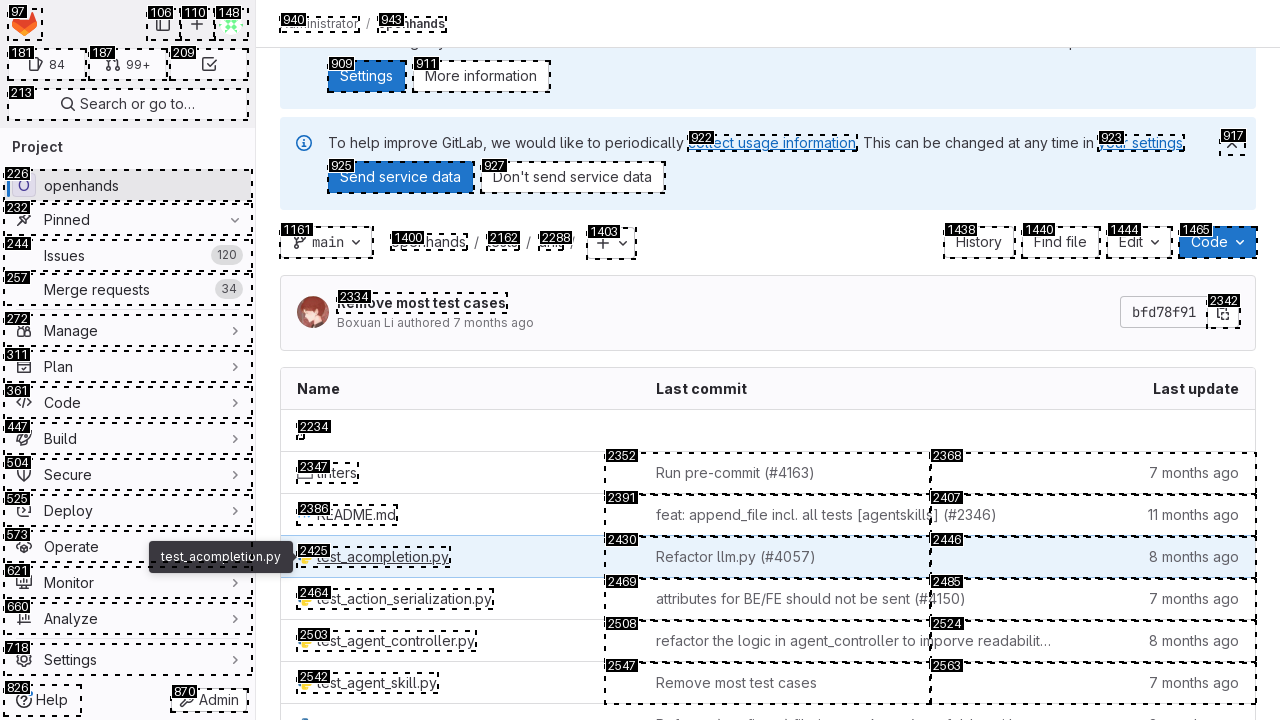 97
106
110
148
181
84
187
99+
209
213
Search or go to…
Project
226
openhands
232
Pinned
244
Issues
120
257
Merge requests
34
272
Manage
311
Plan
361
Code
447
Build
504
Secure
525
Deploy
573
Operate
621
Monitor
660
Analyze
718
Settings
826
Help
870
Admin
test_acompletion.py
940
Administrator /
943
openhands
909
Settings
911
More information
To help improve GitLab, we would like to periodically
922
collect usage information. This can be changed at any time in
923
your settings
917
925
Send service data
927
Don't send service data
1161
main
1400
openhands /
2162
/
2288
/
1403
1438
History
1440
Find file
1444
Edit
1465
Code
2334
Remove most test cases
Boxuan Li authored 7 months ago
bfd78f91
2342
Name Last commit Last update
2234
2347
linters
2352
Run pre-commit (#4163)
2368
7 months ago
2386
README.md
2391
feat: append_file incl. all tests [agentskills] (#2346)
2407
11 months ago
2425
test_acompletion.py
2430
Refactor llm.py (#4057)
2446
8 months ago
2464
test_action_serialization.py
2469
attributes for BE/FE should not be sent (#4150)
2485
7 months ago
2503
test_agent_controller.py
2508
refactor the logic in agent_controller to imporve readabilit…
2524
8 months ago
2542
test_agent_skill.py
2547
Remove most test cases
2563
7 months ago